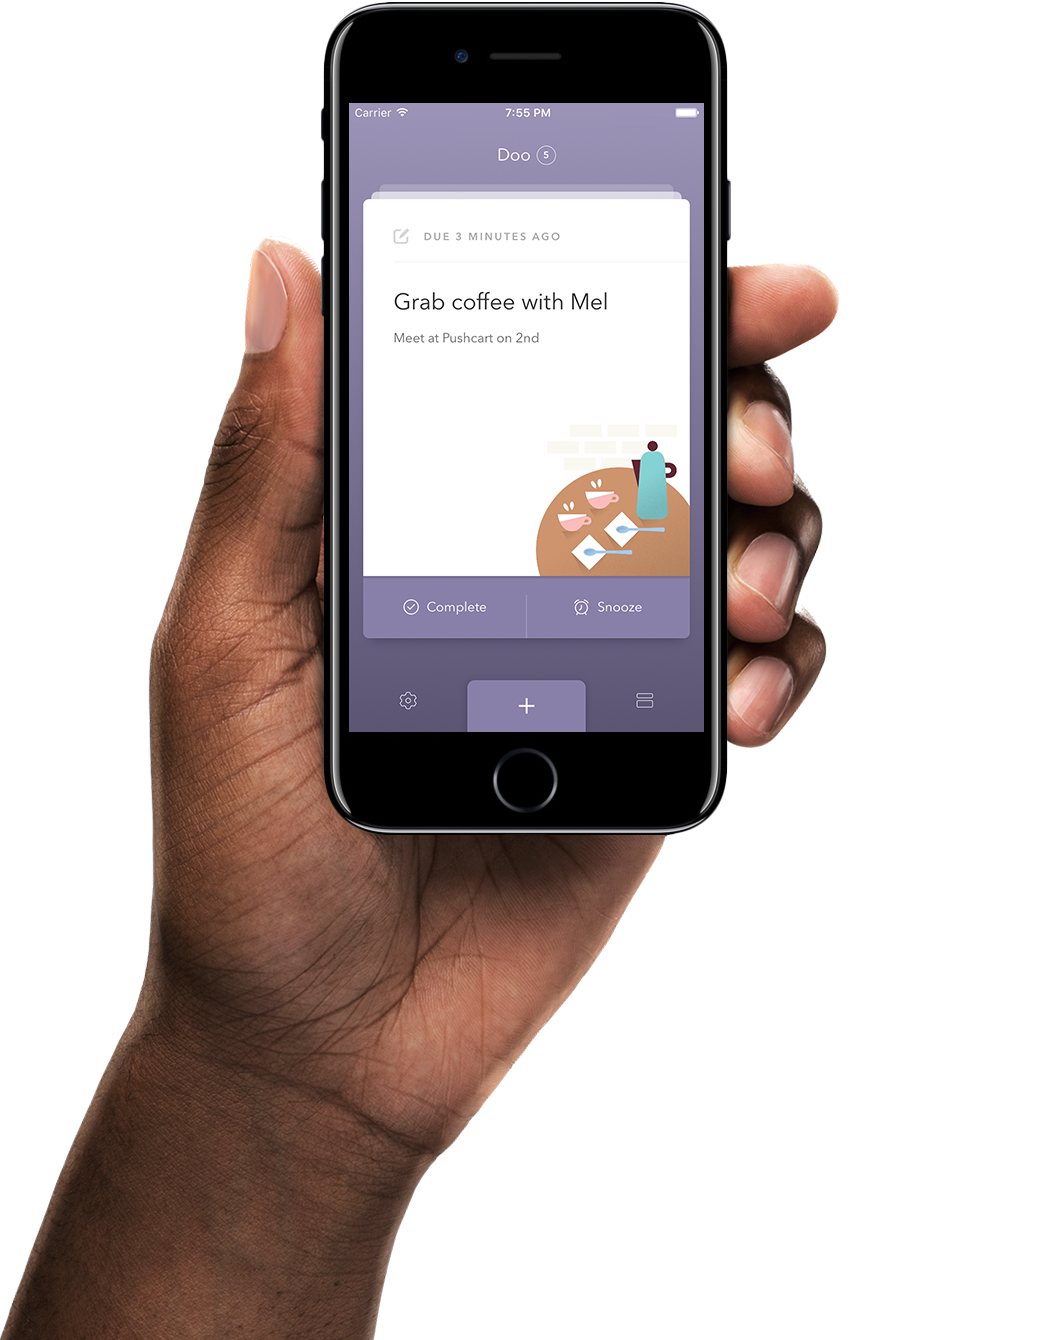 Carrier 7:55 PM
Doo 5
DUE 3 MINUTES AGO
Grab coffee with Mel
Meet at Pushcart on 2nd
Complete Snooze
+